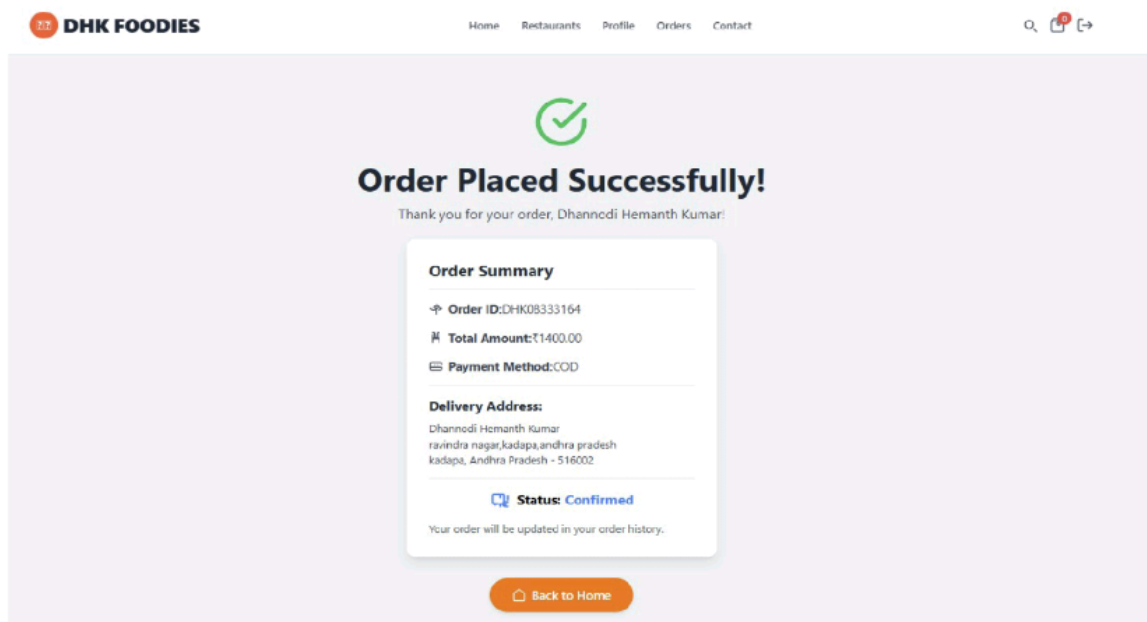 DHK FOODIES
Home Restaurants Profile Orders Contact
0
Order Placed Successfully!
Thank you for your order, Dhannodi Hemanth Kumar!
Order Summary
Order ID:DHK08333164
Total Amount:₹1400.00
Payment Method:COD
Delivery Address:
Dhannodi Hemanth Kumar
ravindra nagar,kadapa,andhra pradesh
kadapa, Andhra Pradesh - 516002
Status: Confirmed
Your order will be updated in your order history.
Back to Home